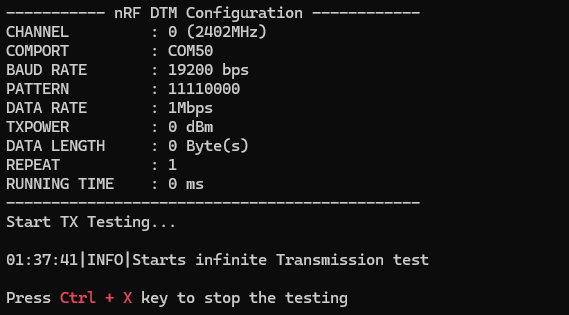 ----------- nRF DTM Configuration ------------
CHANNEL         : 0 (2402MHz)
COMPORT         : COM50
BAUD RATE       : 19200 bps
PATTERN         : 11110000
DATA RATE       : 1Mbps
TXPOWER         : 0 dBm
DATA LENGTH     : 0 Byte(s)
REPEAT          : 1
RUNNING TIME    : 0 ms
----------------------------------------------
Start TX Testing...
01:37:41|INFO|Starts infinite Transmission test
Press Ctrl + X key to stop the testing